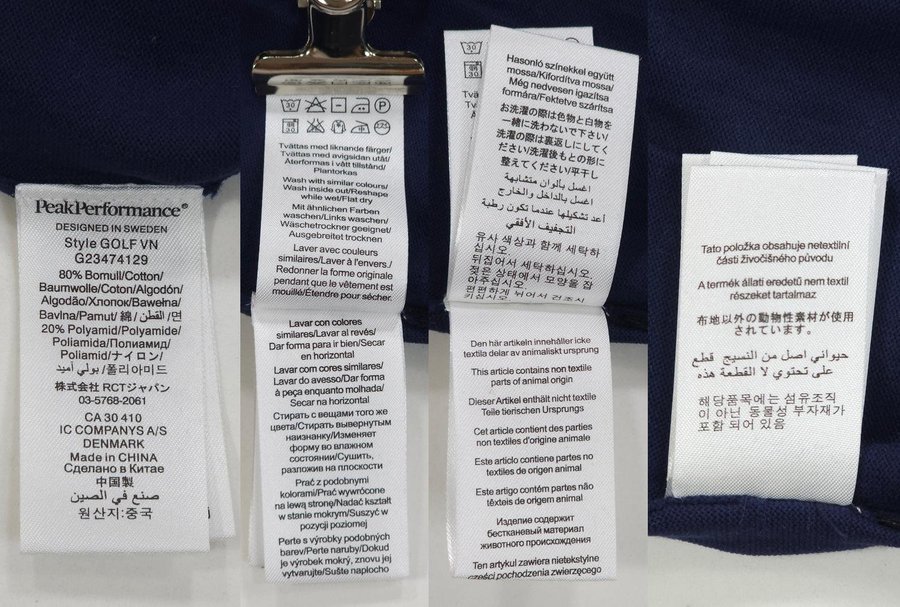 PeakPerformance®
DESIGNED IN SWEDEN
Style GOLF VN
G23474129
80% Bomull/Cotton/
Baumwolle/Coton/Algodón/
Algodão/Хлопок/Bawełna/
Bavlna/Pamut/ 綿/القطن/면
20% Polyamid/Polyamide/
Poliamida/Полиамид/
Poliamid/ナイロン/
بولي أميد/폴리아미드
株式会社 RCTジャパン
03-5768-2061
CA 30 410
IC COMPANYS A/S
DENMARK
Made in CHINA
Сделано в Китае
中国製
صنع في الصين
원산지:중국
30
P
Tvättas med liknande färger/
Tvättas med avigsidan utåt/
Återformas i vått tillstånd/
Plantorkas
Wash with similar colours/
Wash inside out/Reshape
while wet/Flat dry
Mit ähnlichen Farben
waschen/Links waschen/
Wäschetrockner geeignet/
Ausgebreitet trocknen
Laver avec couleurs
similaires/Laver à l'envers./
Redonner la forme originale
pendant que le vêtement est
mouillé/Étendre pour sécher.
Lavar con colores
similares/Lavar al revés/
Dar forma para ir bien/Secar
en horizontal
Lavar com cores similares/
Lavar do avesso/Dar forma
à peça enquanto molhada/
Secar na horizontal
Стирать с вещами того же
цвета/Стирать вывернутым
наизнанку/Изменяет
форму во влажном
состоянии/Сушить,
разложив на плоскости
Prać z podobnymi
kolorami/Prać wywrócone
na lewą stronę/Nadać kształt
w stanie mokrym/Suszyć w
pozycji poziomej
Perte s výrobky podobných
barev/Perte naruby/Dokud
je výrobek mokrý, znovu jej
vytvarujte/Sušte naplocho
30
Tvät
Tvät
Åte
Hasonló színekkel együtt
mossa/Kifordítva mossa/
Még nedvesen igazítsa
formára/Fektetve szárítsa
お洗濯の際は色物と白物を
一緒に洗わないで下さい/
洗濯の際は裏返しにしてく
ださい/洗濯後もとの形に
整えてください/平干し
اغسل بألوان متشابهة
اغسل بالداخل والخارج
أعد تشكيلها عندما تكون رطبة
التجفيف الأفقي
유사 색상과 함께 세탁하
십시오
뒤집어서 세탁하십시오.
젖은 상태에서 모양을 잡
아주십시오.
Den här artikeln innehåller icke
textila delar av animaliskt ursprung
This article contains non textile
parts of animal origin
Dieser Artikel enthält nicht textile
Teile tierischen Ursprungs
Cet article contient des parties
non textiles d'origine animale
Este articlo contiene partes no
textiles de origen animal
Este artigo contém partes não
têxteis de origem animal
Изделие содержит
бестканевый материал
животного происхождения
Ten artykul zawiera nietekstylne
części pochodzenia zwierzęcego
Tato položka obsahuje netextilní
části živočišného původu
A termék állati eredetű nem textil
részeket tartalmaz
布地以外の動物性素材が使用
されています。
حيواني اصل من النسيج قطع
على تحتوي لا القطعة هذه
해당품목에는 섬유조직
이 아닌 동물성 부자재가
포함 되어 있음